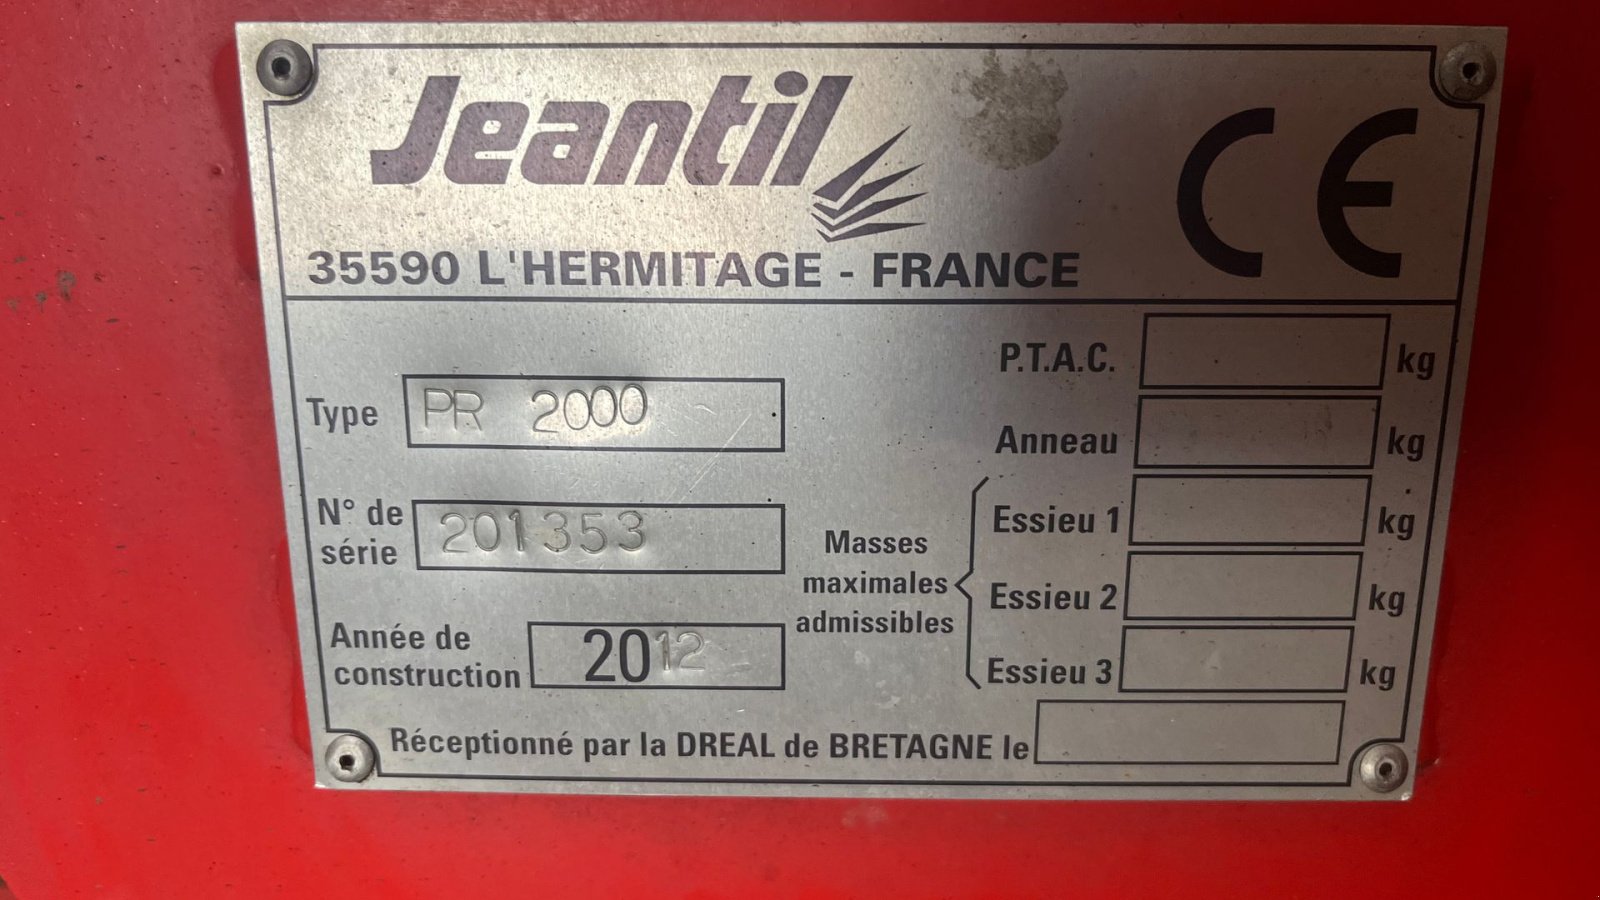 Jeantil
CE
35590 L'HERMITAGE - FRANCE
P.T.A.C. kg
Type PR 2000
Anneau kg
N° de
série 201353
Essieu 1 kg
Masses
maximales
admissibles
Essieu 2 kg
Année de
construction 2012
Essieu 3 kg
Réceptionné par la DREAL de BRETAGNE le